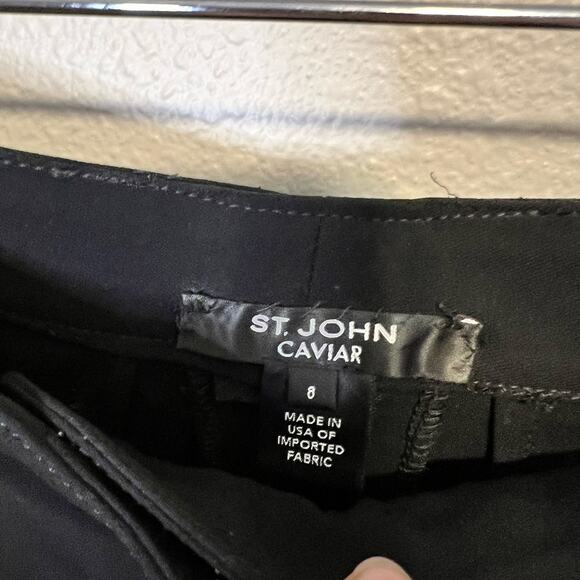 ST. JOHN
CAVIAR
8
MADE IN
USA OF
IMPORTED
FABRIC